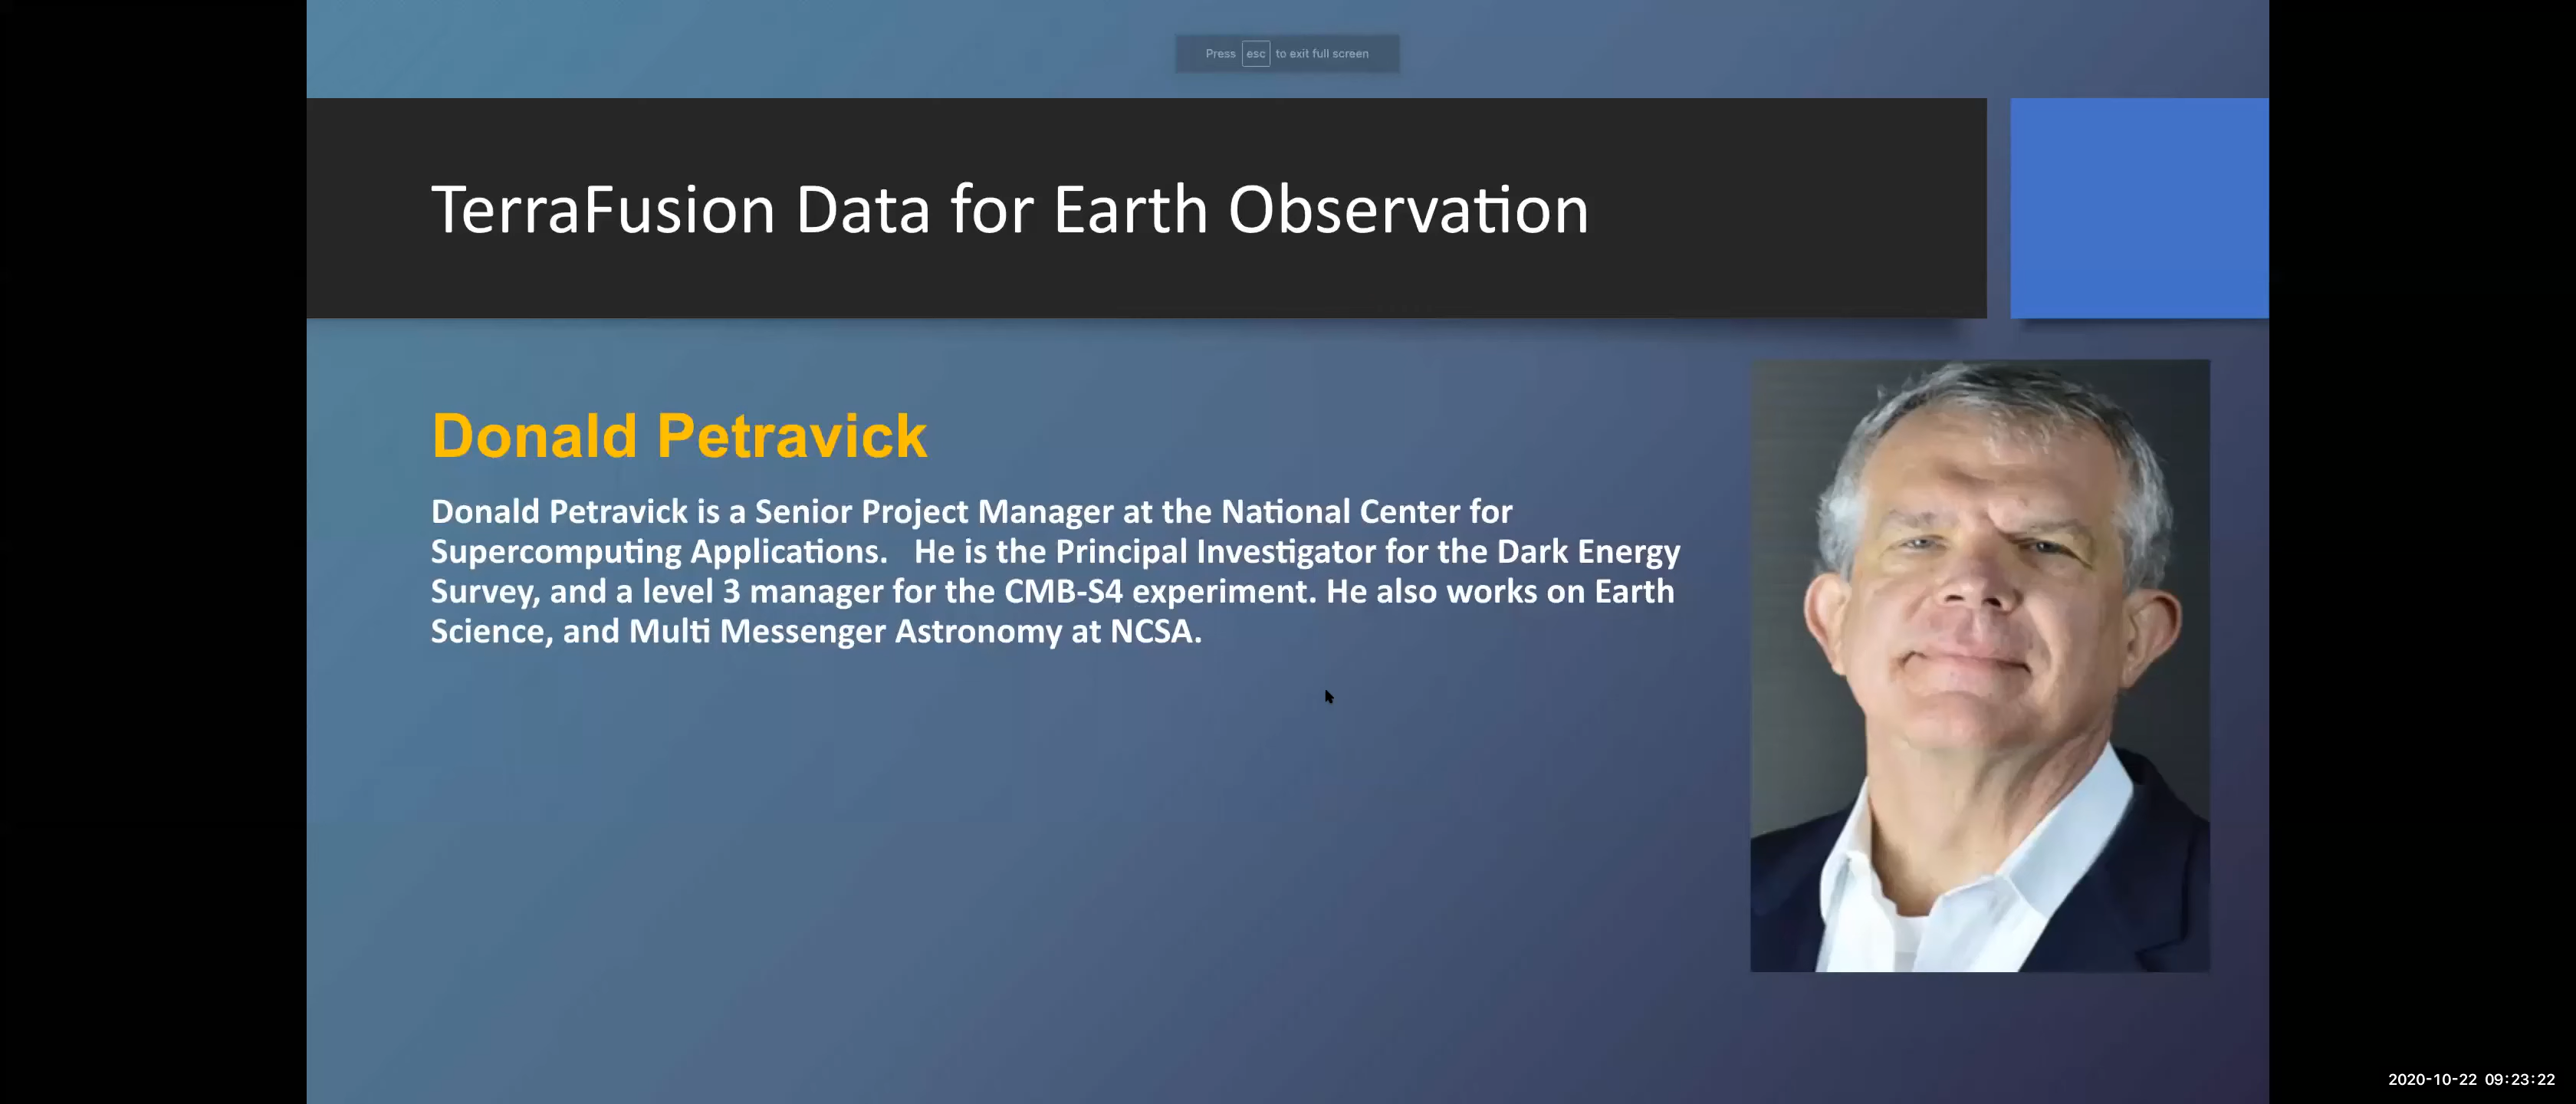 Press esc to exit full screen
TerraFusion Data for Earth Observation
Donald Petravick
Donald Petravick is a Senior Project Manager at the National Center for
Supercomputing Applications.   He is the Principal Investigator for the Dark Energy
Survey, and a level 3 manager for the CMB-S4 experiment. He also works on Earth
Science, and Multi Messenger Astronomy at NCSA.
2020-10-22 09:23:22